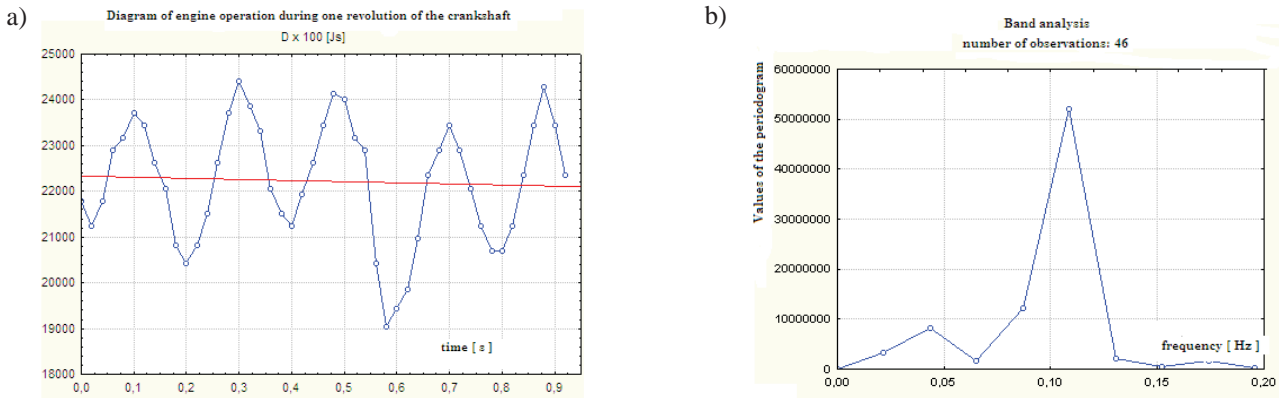 a)
Diagram of engine operation during one revolution of the crankshaft
D x 100 [Js]
25000
24000
23000
22000
21000
20000
19000
18000
time [ s ]
0,0 0,1 0,2 0,3 0,4 0,5 0,6 0,7 0,8 0,9
b)
Band analysis
number of observations: 46
Values of the periodogram
60000000
50000000
40000000
30000000
20000000
10000000
0
frequency [ Hz ]
0,00 0,05 0,10 0,15 0,20